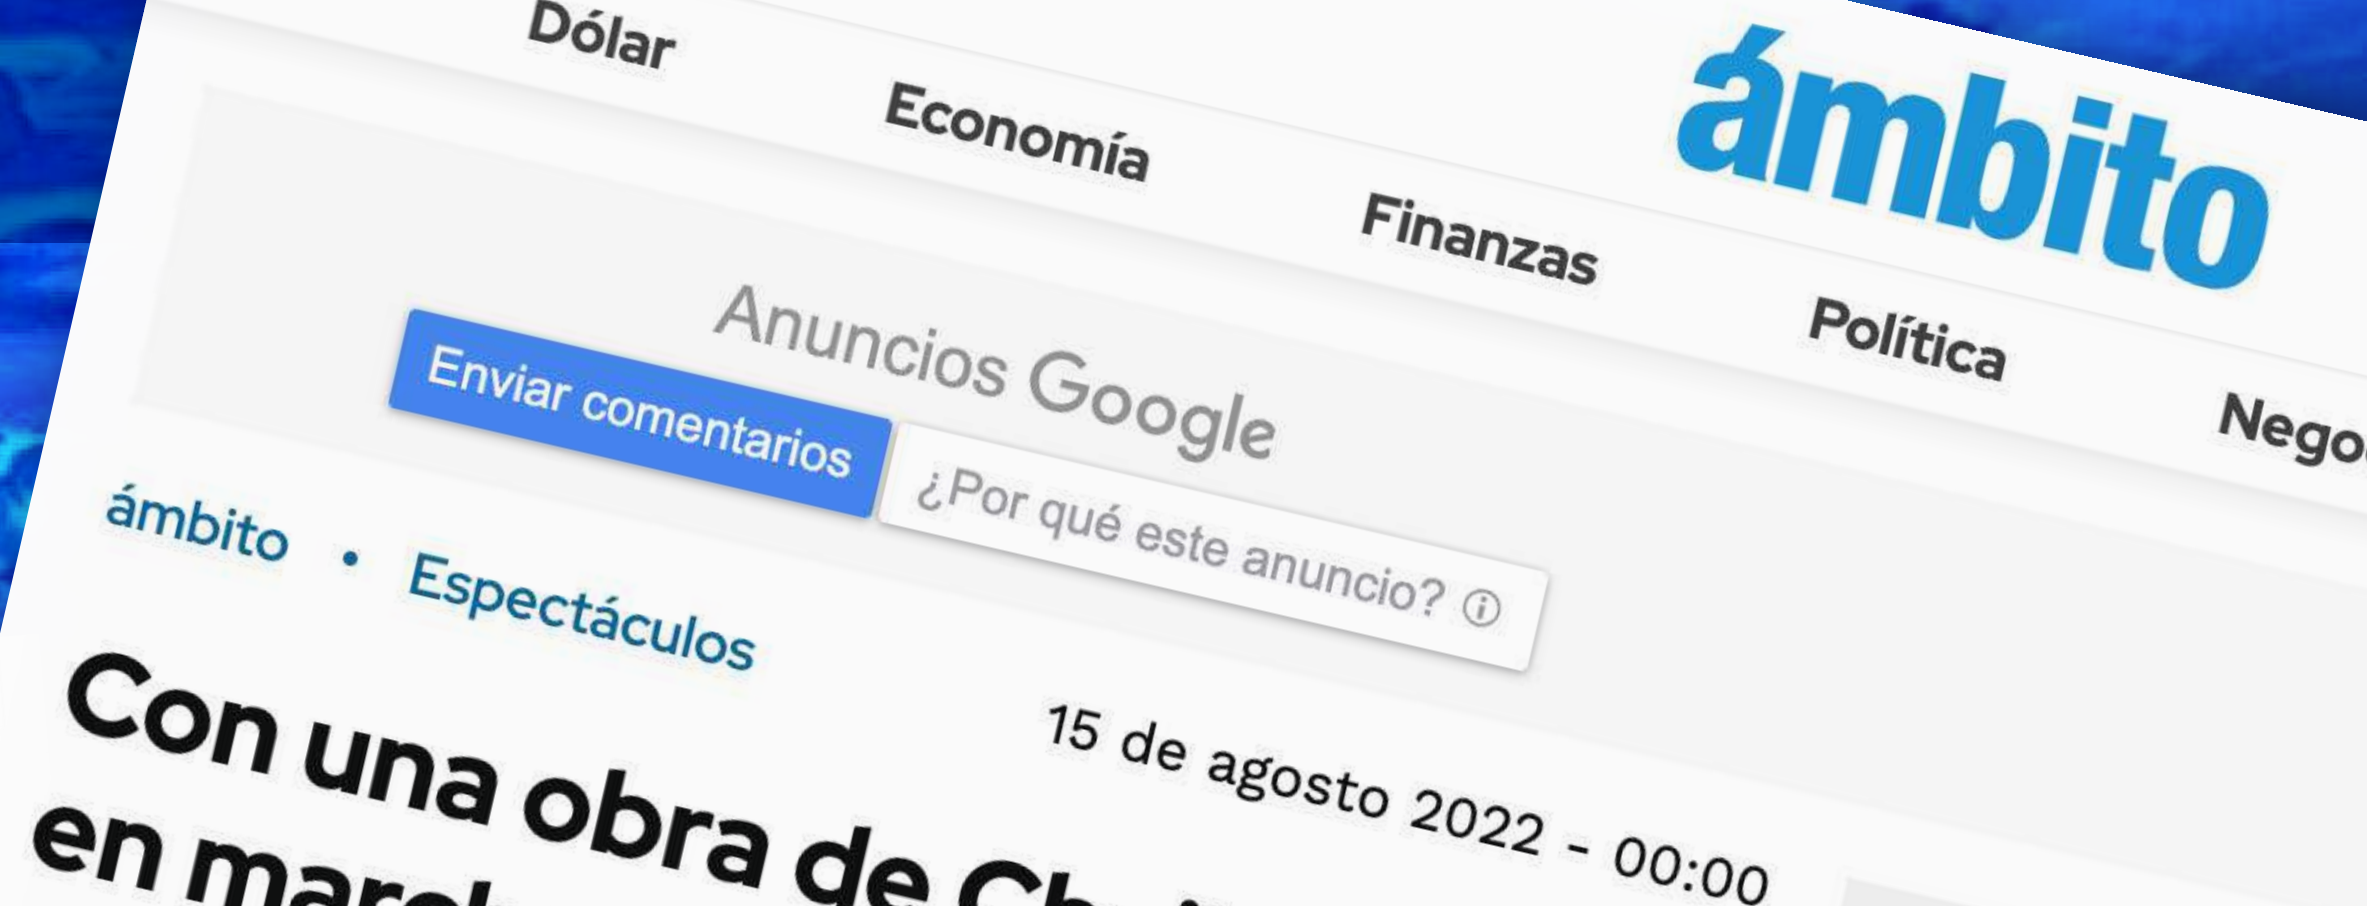 ámbito
Dólar Economía Finanzas Política
Anuncios Google
Enviar comentarios ¿Por qué este anuncio?
ámbito • Espectáculos
15 de agosto 2022 - 00:00
Con una obra de
en